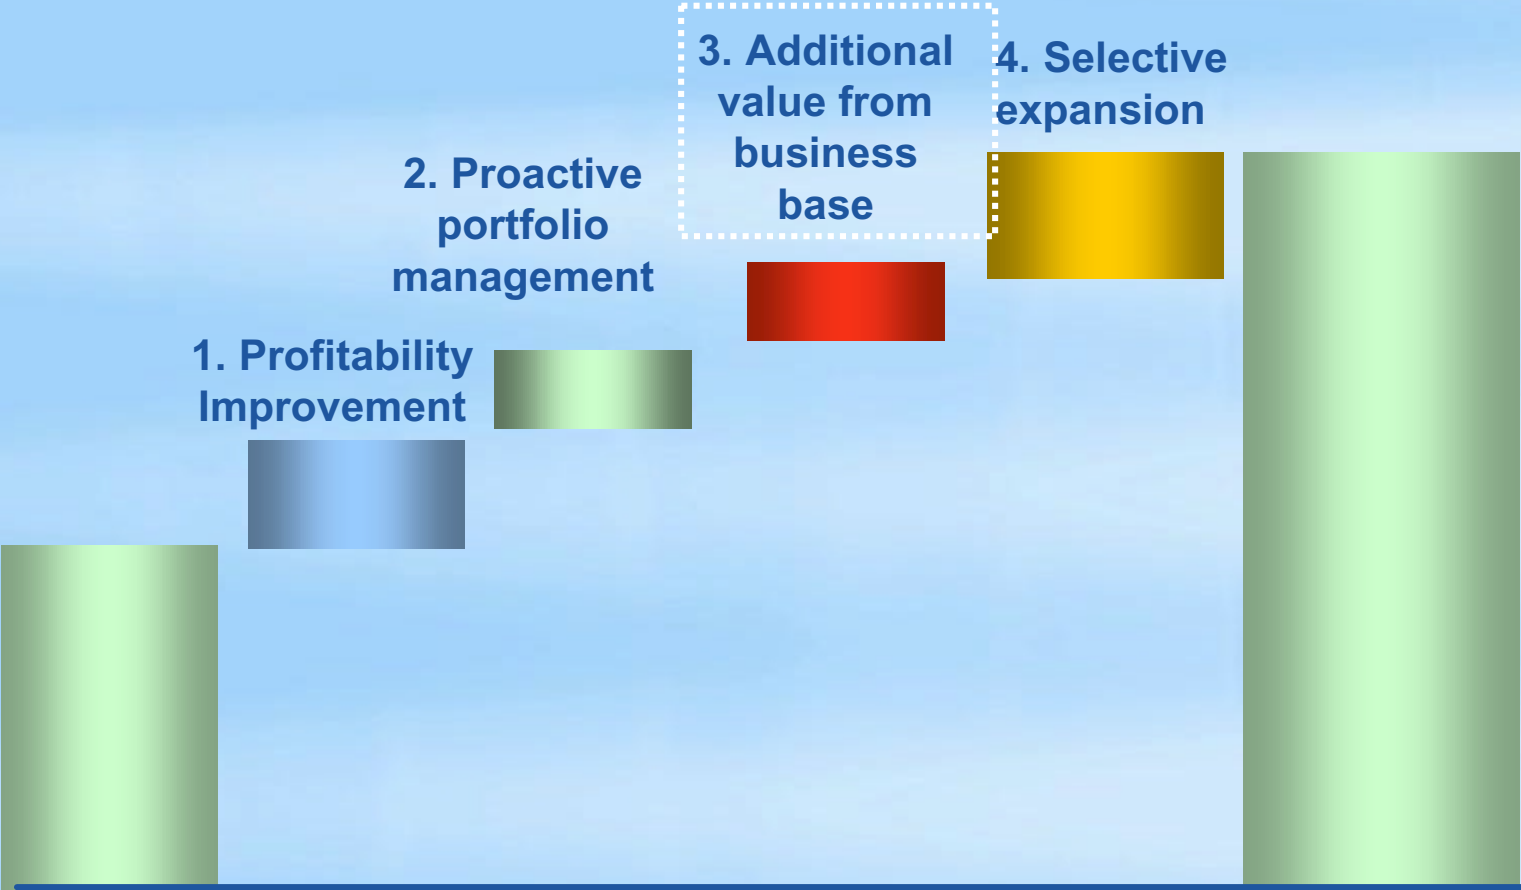 1. Profitability
Improvement
2. Proactive
portfolio
management
3. Additional
value from
business
base
4. Selective
expansion